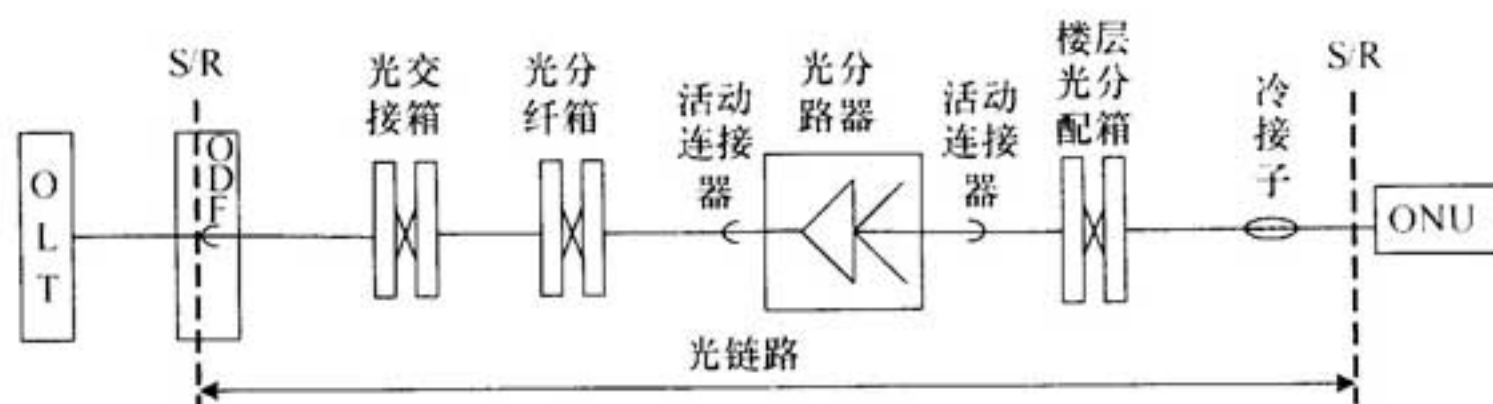 S/R
光交
接箱
光分
纤箱
活动
连接
器
光分
路器
活动
连接
器
楼层
光分
配箱
冷
接
子
S/R
O
L
T
O
D
F
ONU
光链路